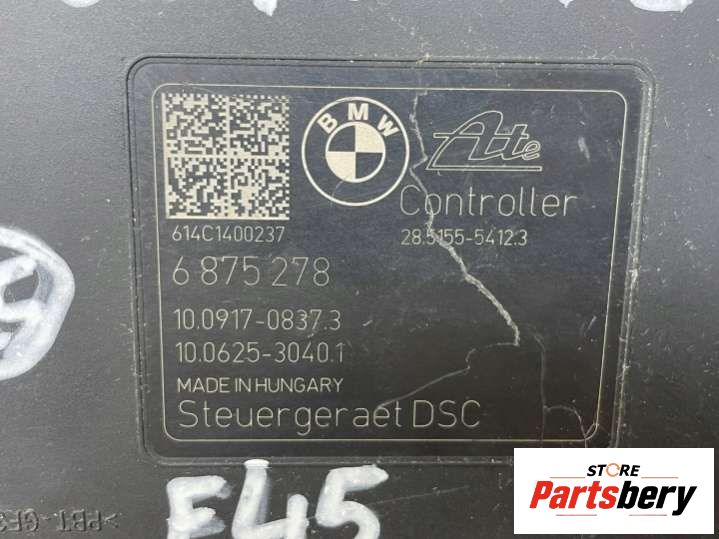 BMW
Ate
Controller
614C1400237
28.5155-5412.3
6 875 278
10.0917-0837.3
10.0625-3040.1
MADE IN HUNGARY
Steuergeraet DSC
F45
STORE
Partsbery